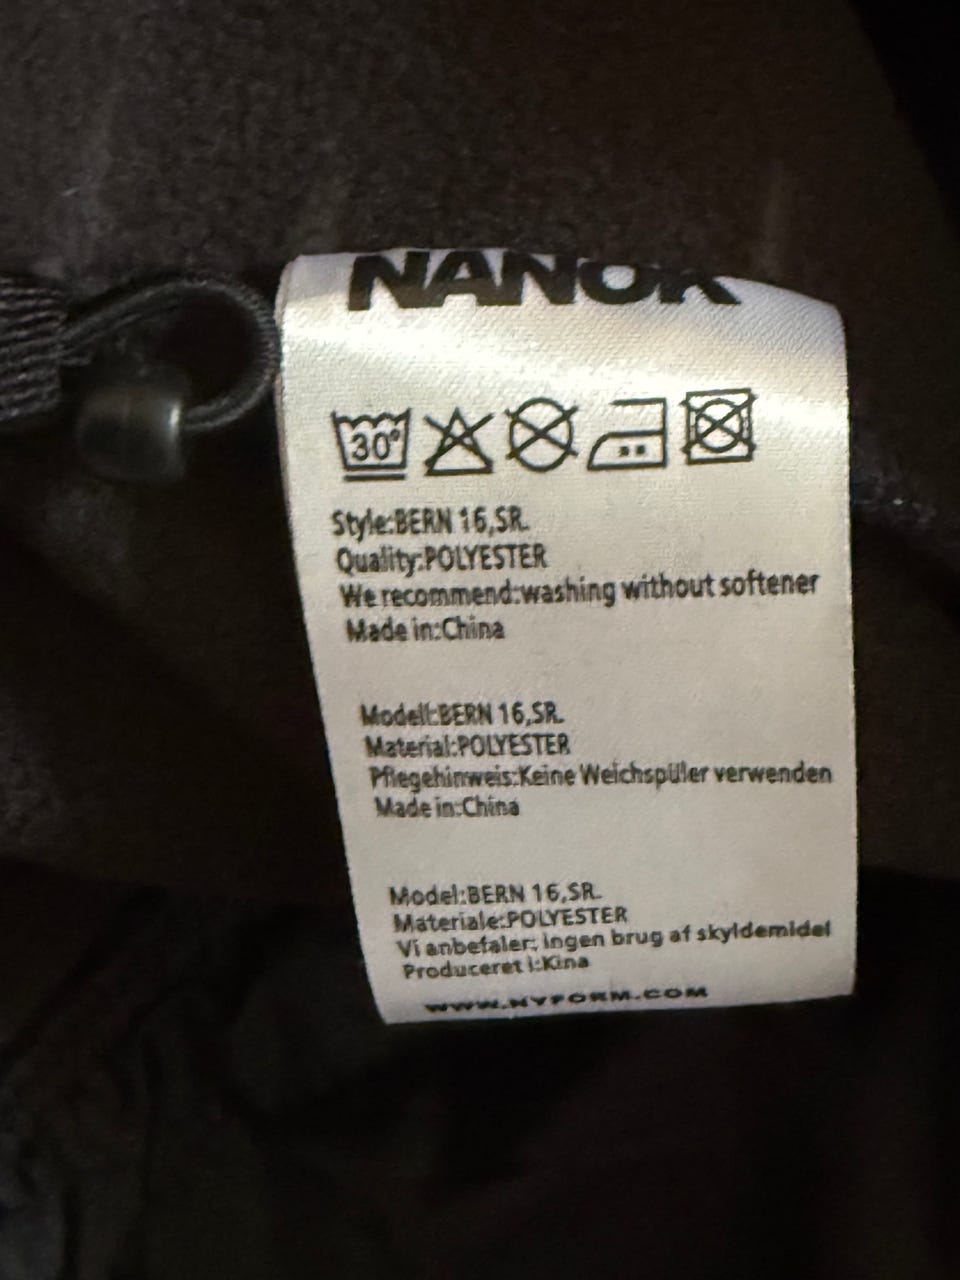 NANOK
30°
Style:BERN 16,SR.
Quality:POLYESTER
We recommend:washing without softener
Made in:China
Modell:BERN 16,SR.
Material:POLYESTER
Pflegehinweis:Keine Weichspüller verwenden
Made in:China
Model:BERN 16,SR.
Materiale:POLYESTER
Vi anbefaler: Ingen brug af skyldemidel
Produceret i:Kina
WWW.NYFORM.COM